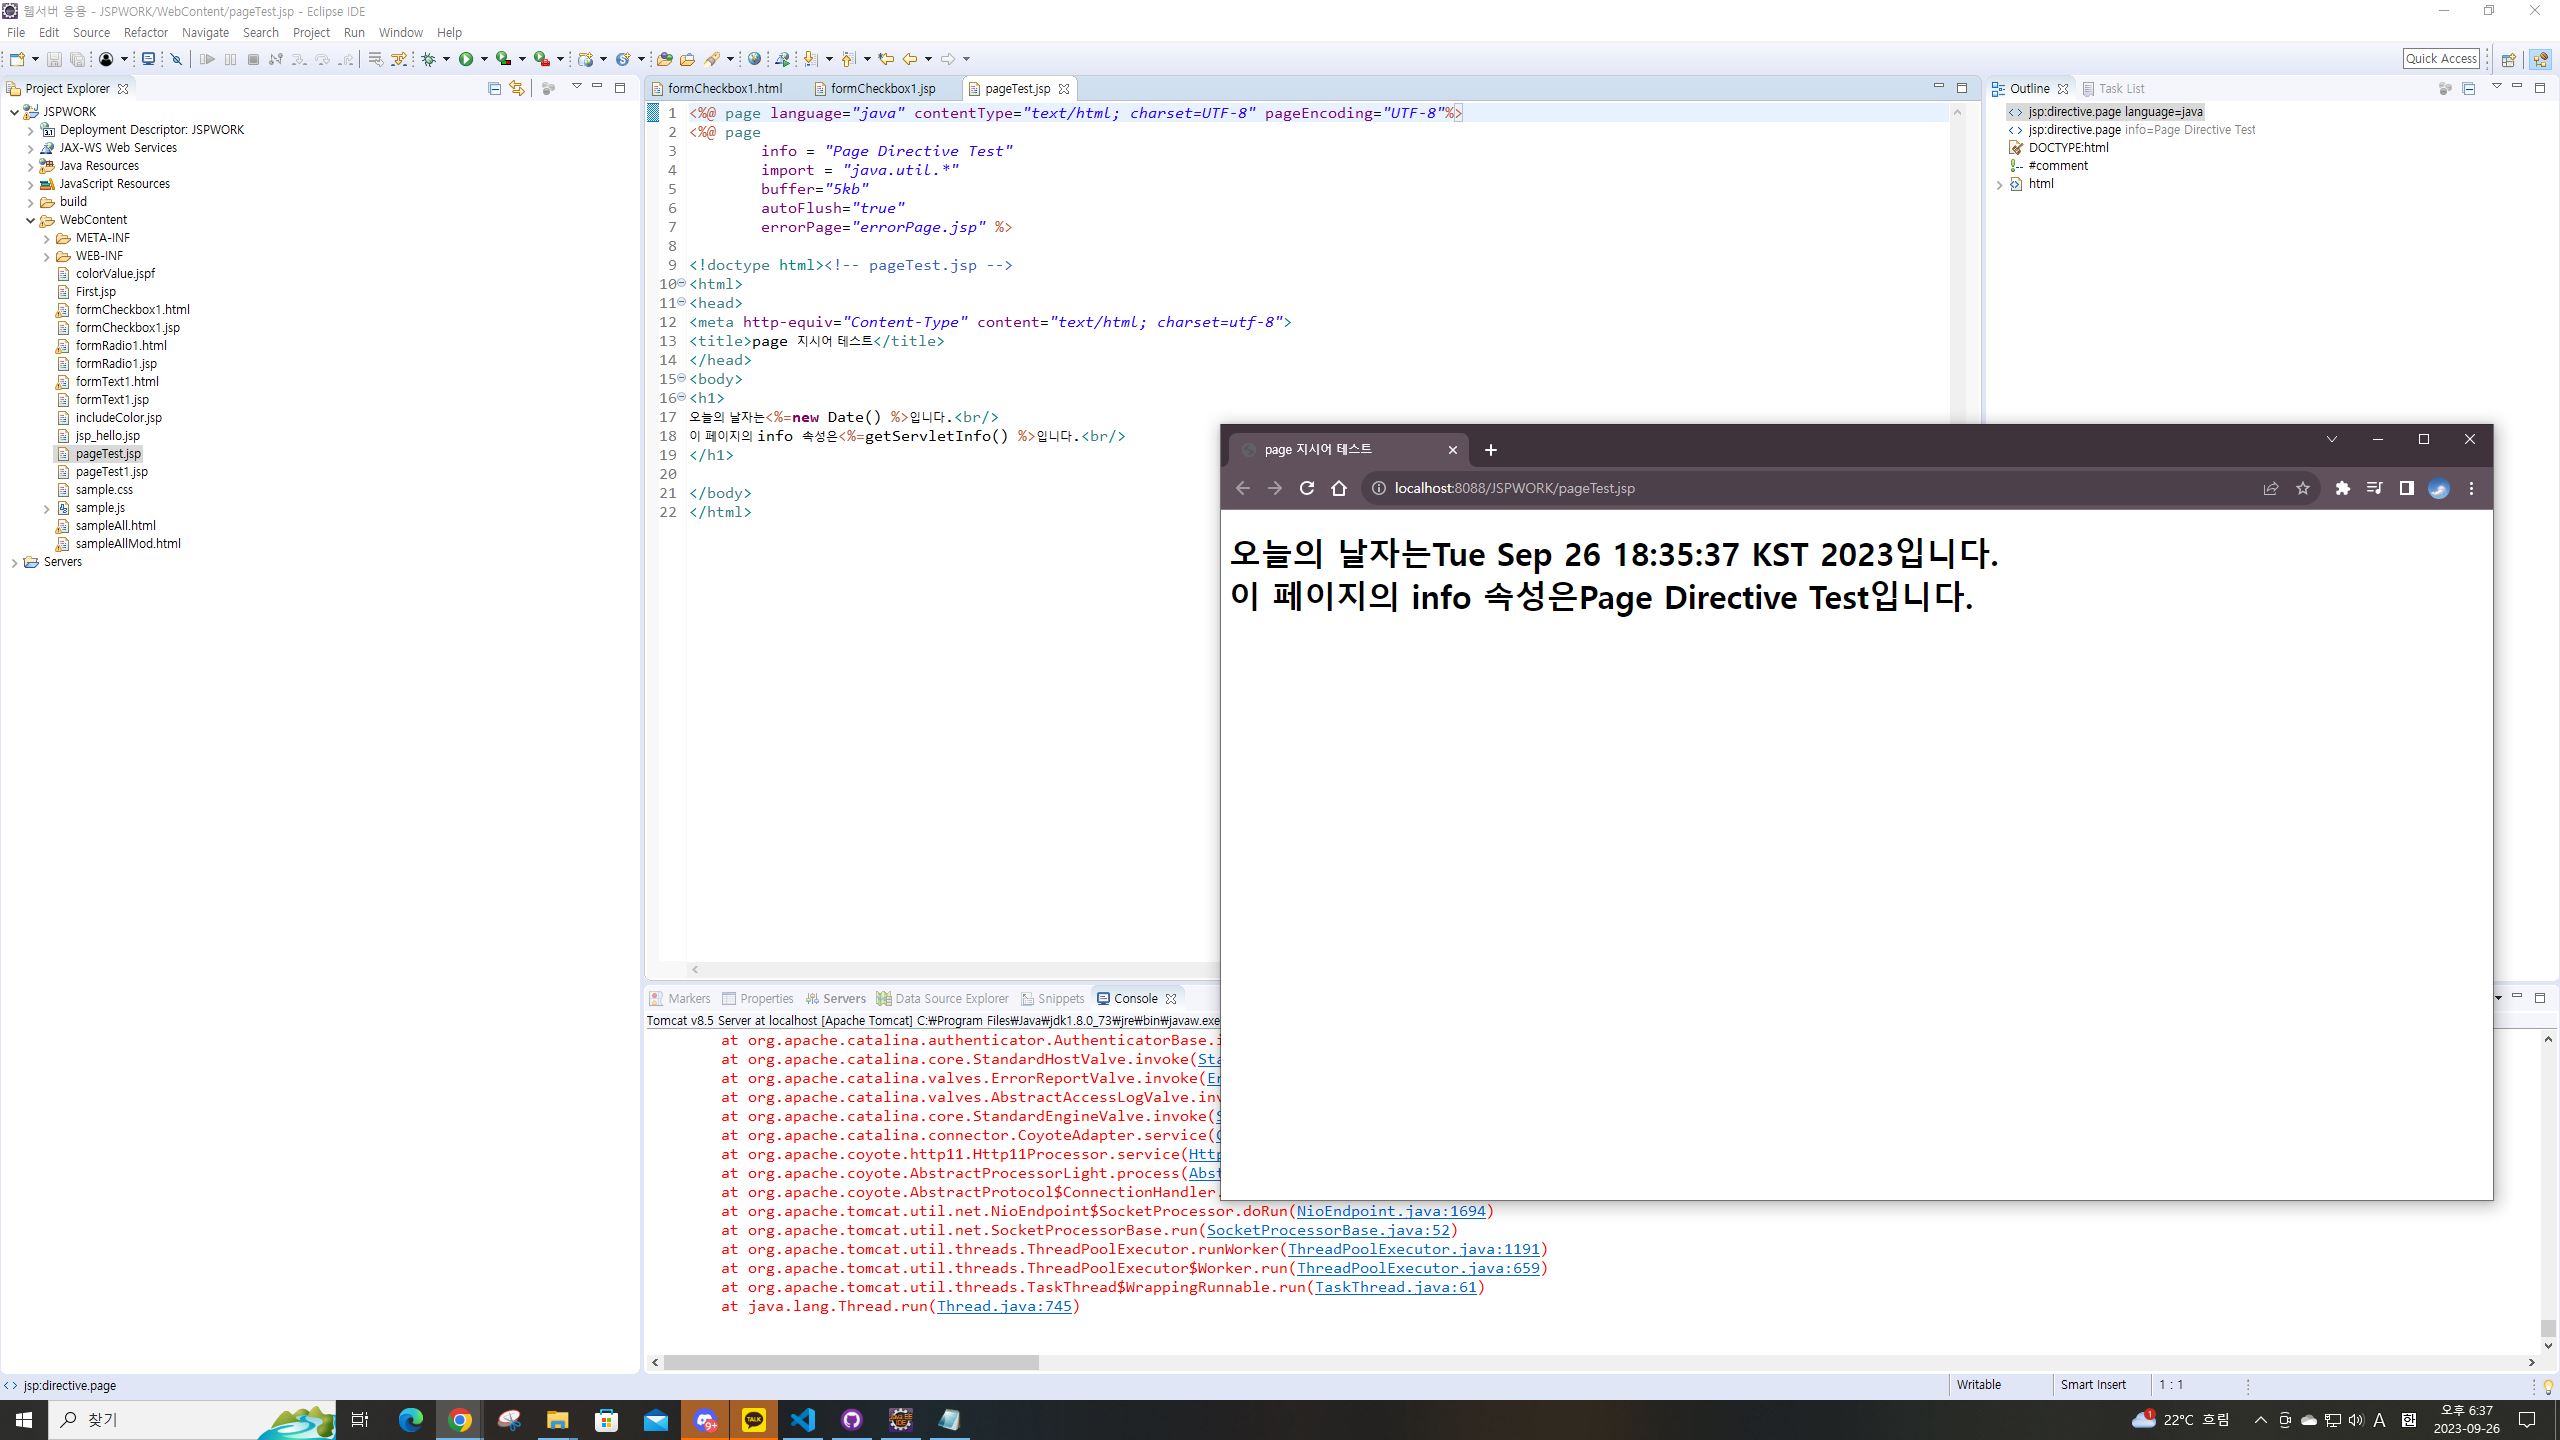 웹서버 응용 - JSPWORK/WebContent/pageTest.jsp - Eclipse IDE
File Edit Source Refactor Navigate Search Project Run Window Help
Quick Access
Project Explorer
JSPWORK
Deployment Descriptor: JSPWORK
JAX-WS Web Services
Java Resources
JavaScript Resources
build
WebContent
META-INF
WEB-INF
colorValue.jspf
First.jsp
formCheckbox1.html
formCheckbox1.jsp
formRadio1.html
formRadio1.jsp
formText1.html
formText1.jsp
includeColor.jsp
jsp_hello.jsp
pageTest.jsp
pageTest1.jsp
sample.css
sample.js
sampleAll.html
sampleAllMod.html
Servers
formCheckbox1.html formCheckbox1.jsp pageTest.jsp
1 <%@ page language="java" contentType="text/html; charset=UTF-8" pageEncoding="UTF-8"%>
2 <%@ page
3 info = "Page Directive Test"
4 import = "java.util.*"
5 buffer="5kb"
6 autoFlush="true"
7 errorPage="errorPage.jsp" %>
8
9 <!doctype html><!-- pageTest.jsp -->
10 <html>
11 <head>
12 <meta http-equiv="Content-Type" content="text/html; charset=utf-8">
13 <title>page 지시어 테스트</title>
14 </head>
15 <body>
16 <h1>
17 오늘의 날자는<%=new Date() %>입니다.<br/>
18 이 페이지의 info 속성은<%=getServletInfo() %>입니다.<br/>
19 </h1>
20
21 </body>
22 </html>
Outline Task List
jsp:directive.page language=java
jsp:directive.page info=Page Directive Test
DOCTYPE:html
#comment
html
page 지시어 테스트
localhost:8088/JSPWORK/pageTest.jsp
오늘의 날자는Tue Sep 26 18:35:37 KST 2023입니다.
이 페이지의 info 속성은Page Directive Test입니다.
Markers Properties Servers Data Source Explorer Snippets Console
Tomcat v8.5 Server at localhost [Apache Tomcat] C:\Program Files\Java\jdk1.8.0_73\jre\bin\javaw.exe
at org.apache.catalina.authenticator.AuthenticatorBase.i
at org.apache.catalina.core.StandardHostValve.invoke(Sta
at org.apache.catalina.valves.ErrorReportValve.invoke(Er
at org.apache.catalina.valves.AbstractAccessLogValve.inv
at org.apache.catalina.core.StandardEngineValve.invoke(S
at org.apache.catalina.connector.CoyoteAdapter.service(C
at org.apache.coyote.http11.Http11Processor.service(Http
at org.apache.coyote.AbstractProcessorLight.process(Abst
at org.apache.coyote.AbstractProtocol$ConnectionHandler.
at org.apache.tomcat.util.net.NioEndpoint$SocketProcessor.doRun(NioEndpoint.java:1694)
at org.apache.tomcat.util.net.SocketProcessorBase.run(SocketProcessorBase.java:52)
at org.apache.tomcat.util.threads.ThreadPoolExecutor.runWorker(ThreadPoolExecutor.java:1191)
at org.apache.tomcat.util.threads.ThreadPoolExecutor$Worker.run(ThreadPoolExecutor.java:659)
at org.apache.tomcat.util.threads.TaskThread$WrappingRunnable.run(TaskThread.java:61)
at java.lang.Thread.run(Thread.java:745)
jsp:directive.page
Writable Smart Insert 1 : 1
찾기
9+
TALK
1
22°C 흐림
A 한
오후 6:37
2023-09-26